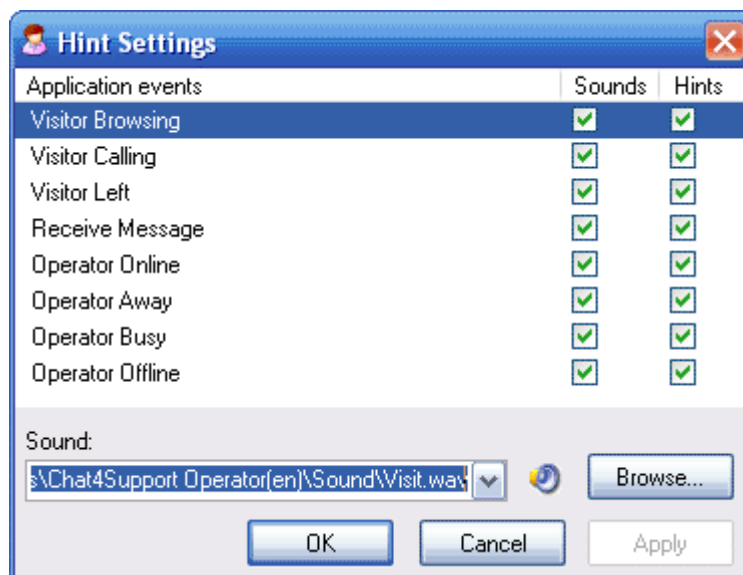 Hint Settings
Application events Sounds Hints
Visitor Browsing
Visitor Calling
Visitor Left
Receive Message
Operator Online
Operator Away
Operator Busy
Operator Offline
Sound:
s\Chat4Support Operator(en)\Sound\Visit.wav Browse...
OK Cancel Apply